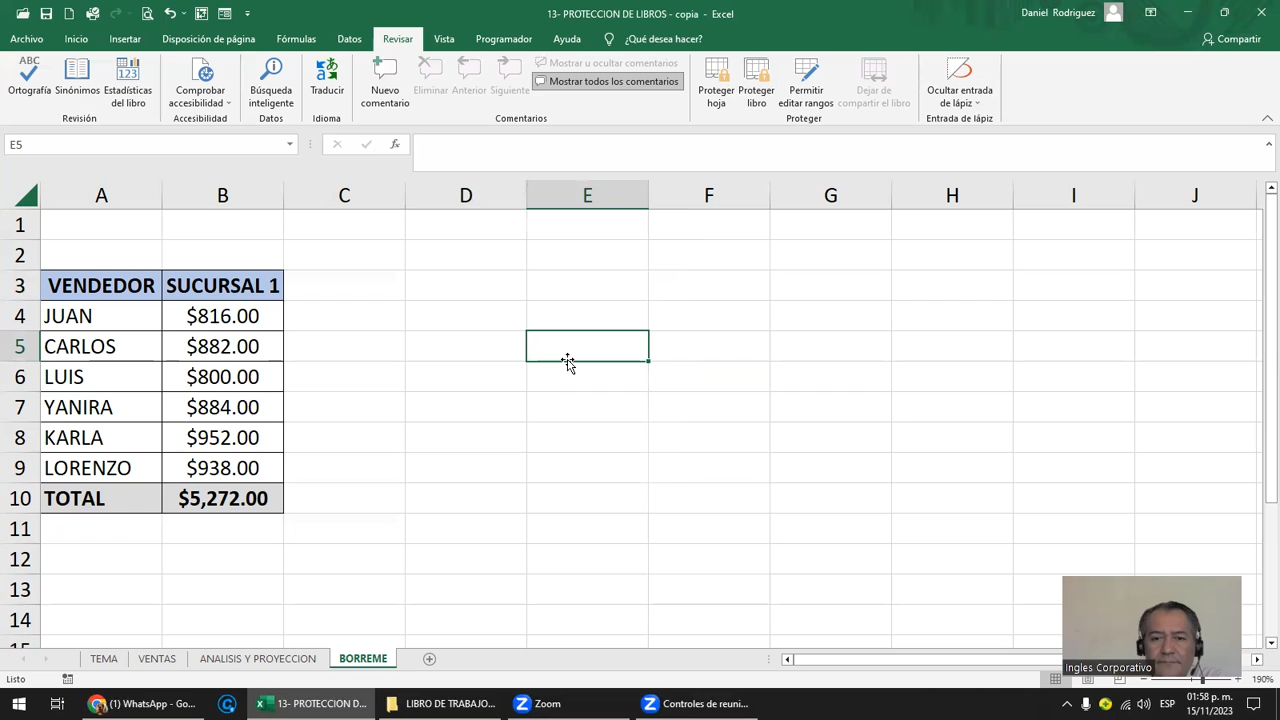 13- PROTECCION DE LIBROS - copia - Excel
Daniel Rodriguez
Archivo Inicio Insertar Disposición de página Fórmulas Datos Revisar Vista Programador Ayuda ¿Qué desea hacer? Compartir
ABC
123
Ortografía Sinónimos Estadísticas del libro
Comprobar accesibilidad
Búsqueda inteligente
Traducir
Nuevo comentario
Eliminar Anterior Siguiente
Mostrar u ocultar comentarios
Mostrar todos los comentarios
Proteger hoja
Proteger libro
Permitir editar rangos
Dejar de compartir el libro
Ocultar entrada de lápiz
Revisión Accesibilidad Datos Idioma Comentarios Proteger Entrada de lápiz
E5 fx
A B C D E F G H I J
1
2
3 VENDEDOR SUCURSAL 1
4 JUAN $816.00
5 CARLOS $882.00
6 LUIS $800.00
7 YANIRA $884.00
8 KARLA $952.00
9 LORENZO $938.00
10 TOTAL $5,272.00
11
12
13
14
15
Ingles Corporativo
TEMA VENTAS ANALISIS Y PROYECCION BORREME
Listo 190%
(1) WhatsApp - Go... 13- PROTECCION D... LIBRO DE TRABAJO... Zoom Controles de reuni... ESP 01:58 p. m.
15/11/2023